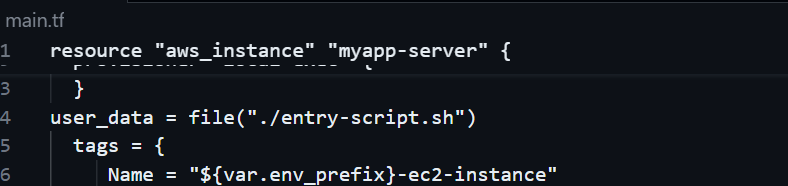 main.tf
1 resource "aws_instance" "myapp-server" {
3 }
4 user_data = file("./entry-script.sh")
5 tags = {
6 Name = "${var.env_prefix}-ec2-instance"